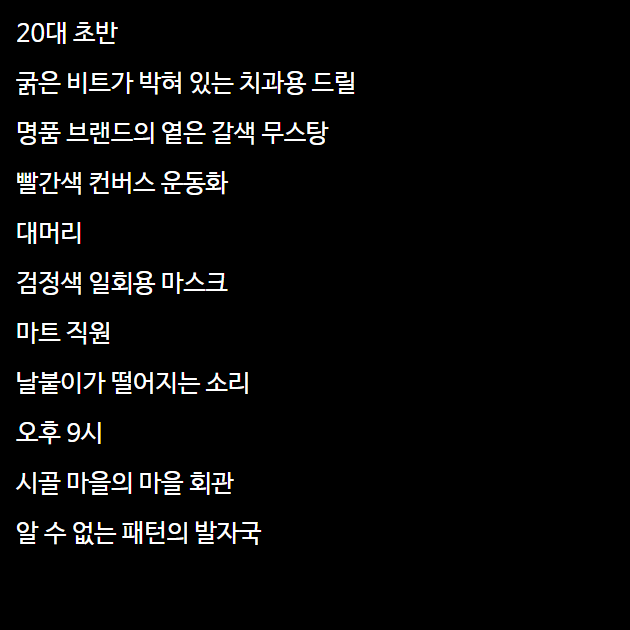 20대 초반
굵은 비트가 박혀 있는 치과용 드릴
명품 브랜드의 옅은 갈색 무스탕
빨간색 컨버스 운동화
대머리
검정색 일회용 마스크
마트 직원
날붙이가 떨어지는 소리
오후 9시
시골 마을의 마을 회관
알 수 없는 패턴의 발자국